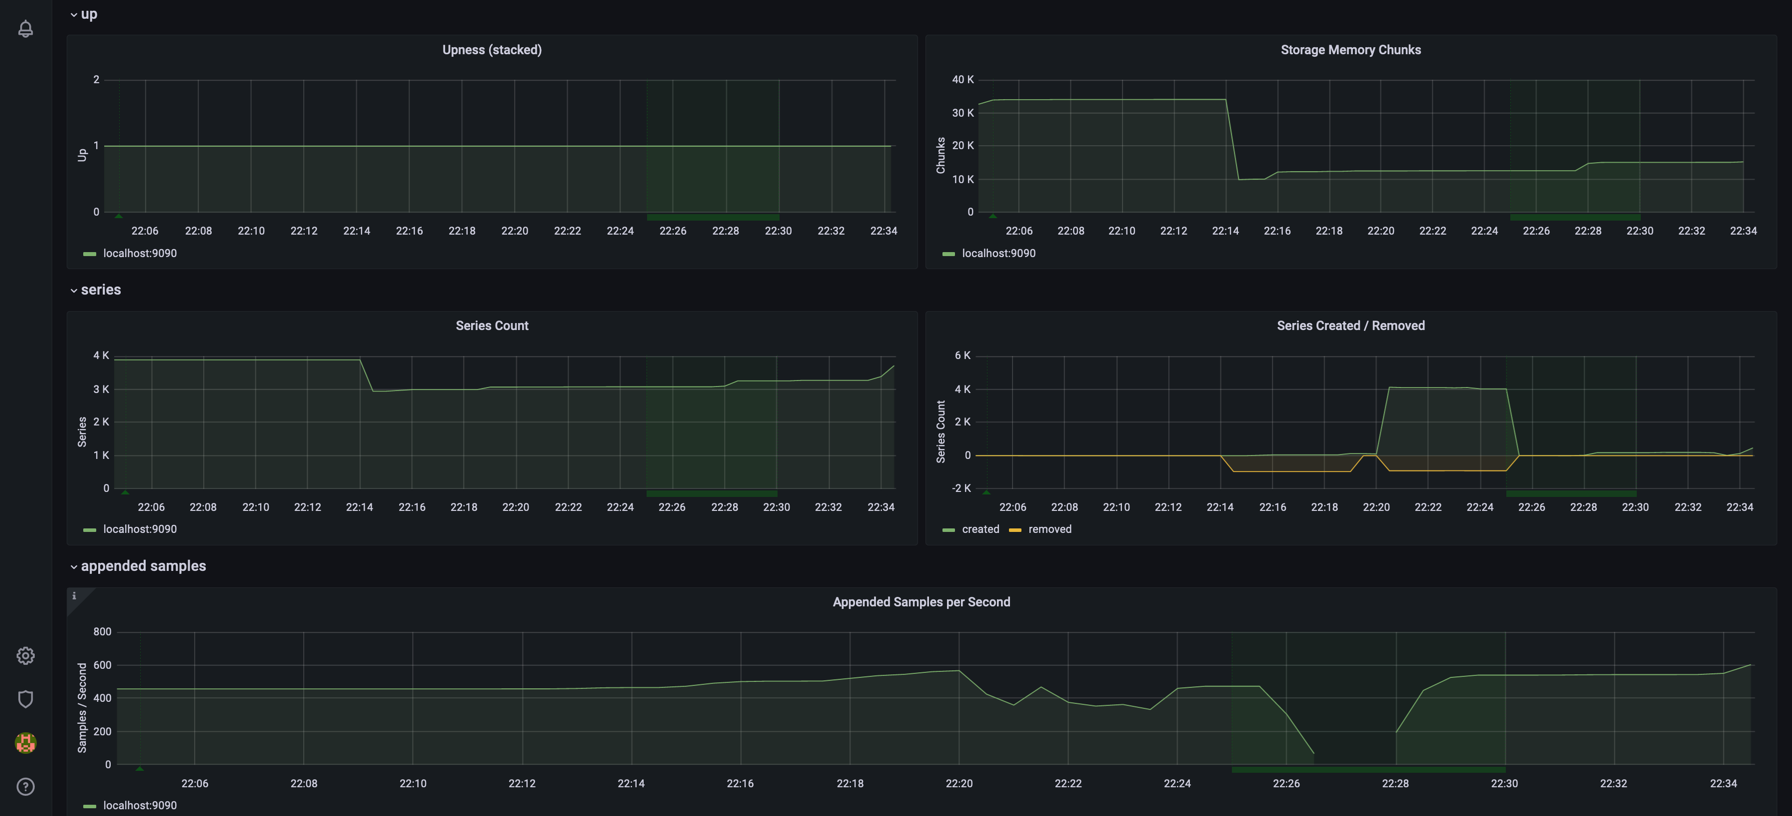 up
Upness (stacked)
2
1
0
Up
22:06 22:08 22:10 22:12 22:14 22:16 22:18 22:20 22:22 22:24 22:26 22:28 22:30 22:32 22:34
localhost:9090
Storage Memory Chunks
40 K
30 K
20 K
10 K
0
Chunks
22:06 22:08 22:10 22:12 22:14 22:16 22:18 22:20 22:22 22:24 22:26 22:28 22:30 22:32 22:34
localhost:9090
series
Series Count
4 K
3 K
2 K
1 K
0
Series
22:06 22:08 22:10 22:12 22:14 22:16 22:18 22:20 22:22 22:24 22:26 22:28 22:30 22:32 22:34
localhost:9090
Series Created / Removed
6 K
4 K
2 K
0
-2 K
Series Count
22:06 22:08 22:10 22:12 22:14 22:16 22:18 22:20 22:22 22:24 22:26 22:28 22:30 22:32 22:34
created removed
appended samples
i
Appended Samples per Second
800
600
400
200
0
Samples / Second
22:06 22:08 22:10 22:12 22:14 22:16 22:18 22:20 22:22 22:24 22:26 22:28 22:30 22:32 22:34
localhost:9090